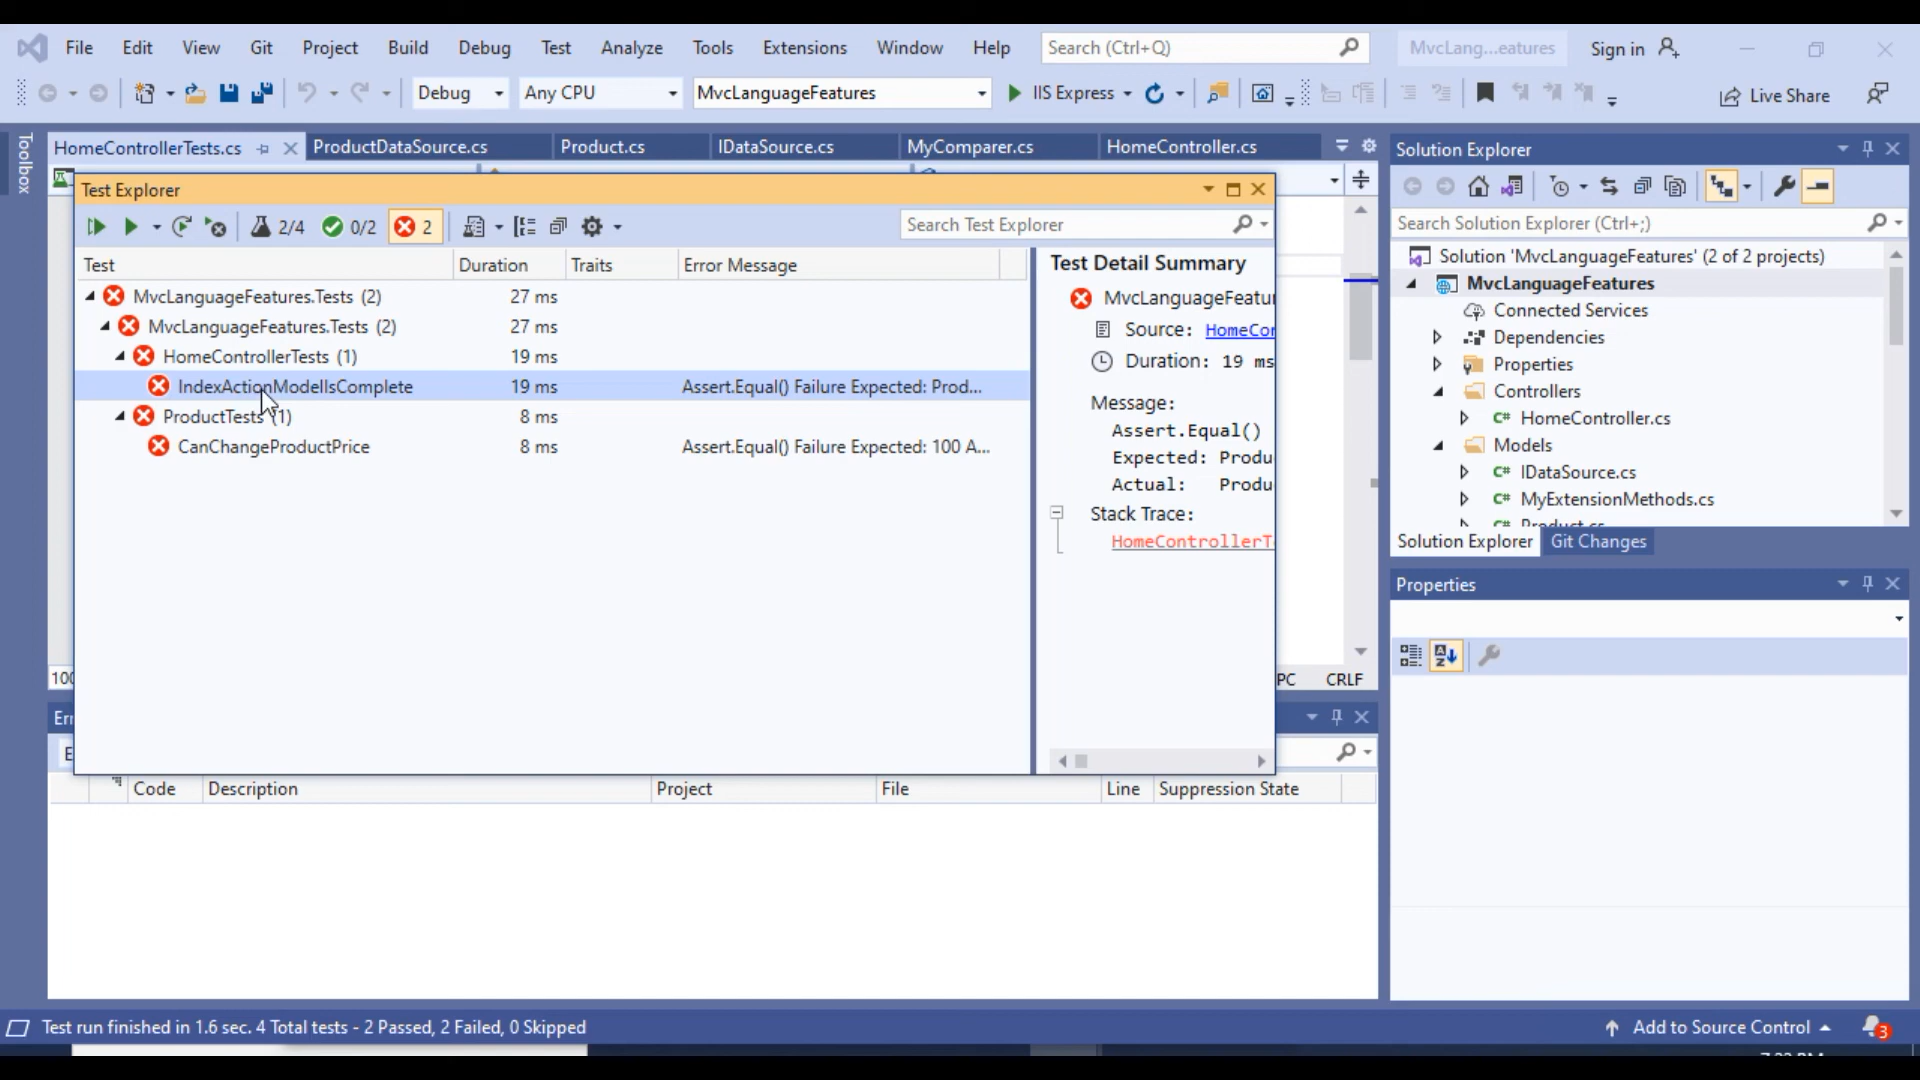 File Edit View Git Project Build Debug Test Analyze Tools Extensions Window Help Search (Ctrl+Q) MvcLang...eatures Sign in
Debug Any CPU MvcLanguageFeatures IIS Express Live Share
Toolbox
HomeControllerTests.cs ProductDataSource.cs Product.cs IDataSource.cs MyComparer.cs HomeController.cs
Test Explorer
2/4 0/2 2 Search Test Explorer
Test Duration Traits Error Message
MvcLanguageFeatures.Tests (2) 27 ms
MvcLanguageFeatures.Tests (2) 27 ms
HomeControllerTests (1) 19 ms
IndexActionModelIsComplete 19 ms Assert.Equal() Failure Expected: Prod...
ProductTests (1) 8 ms
CanChangeProductPrice 8 ms Assert.Equal() Failure Expected: 100 A...
Test Detail Summary
MvcLanguageFeatur
Source: HomeCon
Duration: 19 ms
Message:
Assert.Equal()
Expected: Produ
Actual: Produ
Stack Trace:
HomeControllerT
100
PC CRLF
Err
E
Code Description Project File Line Suppression State
Solution Explorer
Search Solution Explorer (Ctrl+;)
Solution 'MvcLanguageFeatures' (2 of 2 projects)
MvcLanguageFeatures
Connected Services
Dependencies
Properties
Controllers
C# HomeController.cs
Models
C# IDataSource.cs
C# MyExtensionMethods.cs
C# Product.cs
Solution Explorer Git Changes
Properties
Test run finished in 1.6 sec. 4 Total tests - 2 Passed, 2 Failed, 0 Skipped
Add to Source Control 3